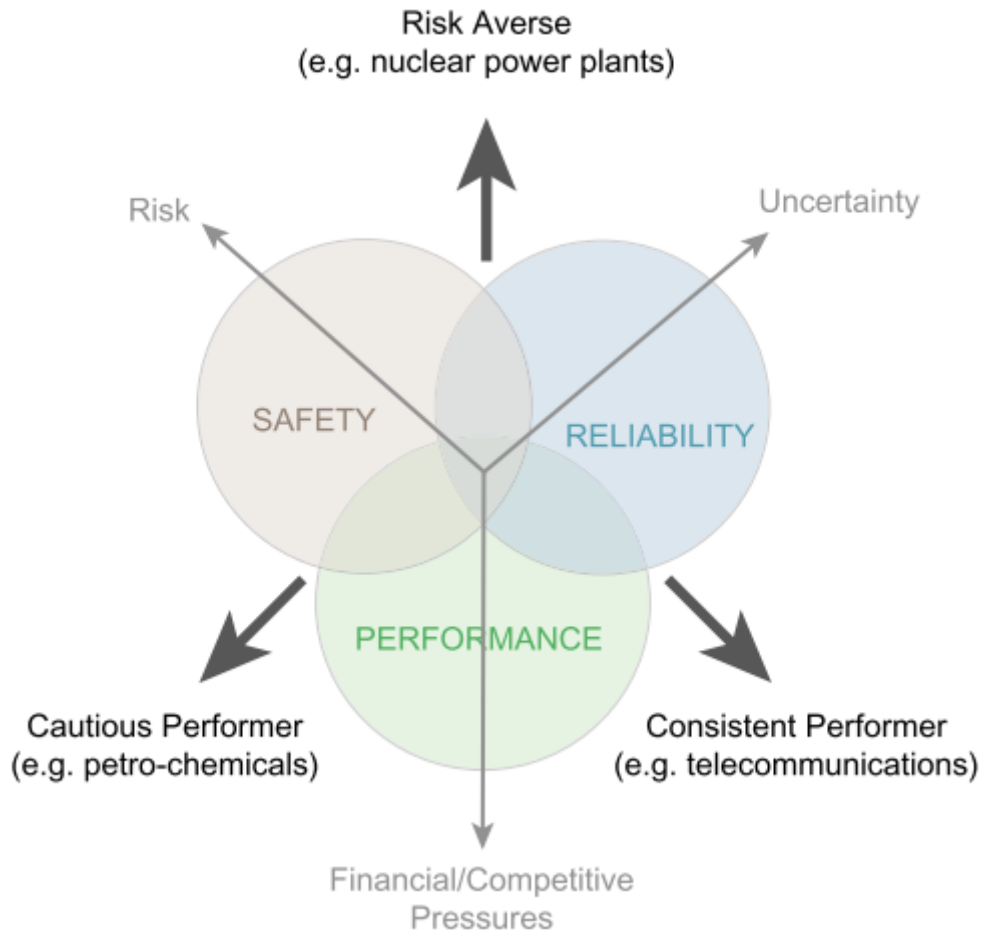 Risk Averse
(e.g. nuclear power plants)
Risk
Uncertainty
SAFETY
RELIABILITY
PERFORMANCE
Cautious Performer
(e.g. petro-chemicals)
Consistent Performer
(e.g. telecommunications)
Financial/Competitive
Pressures